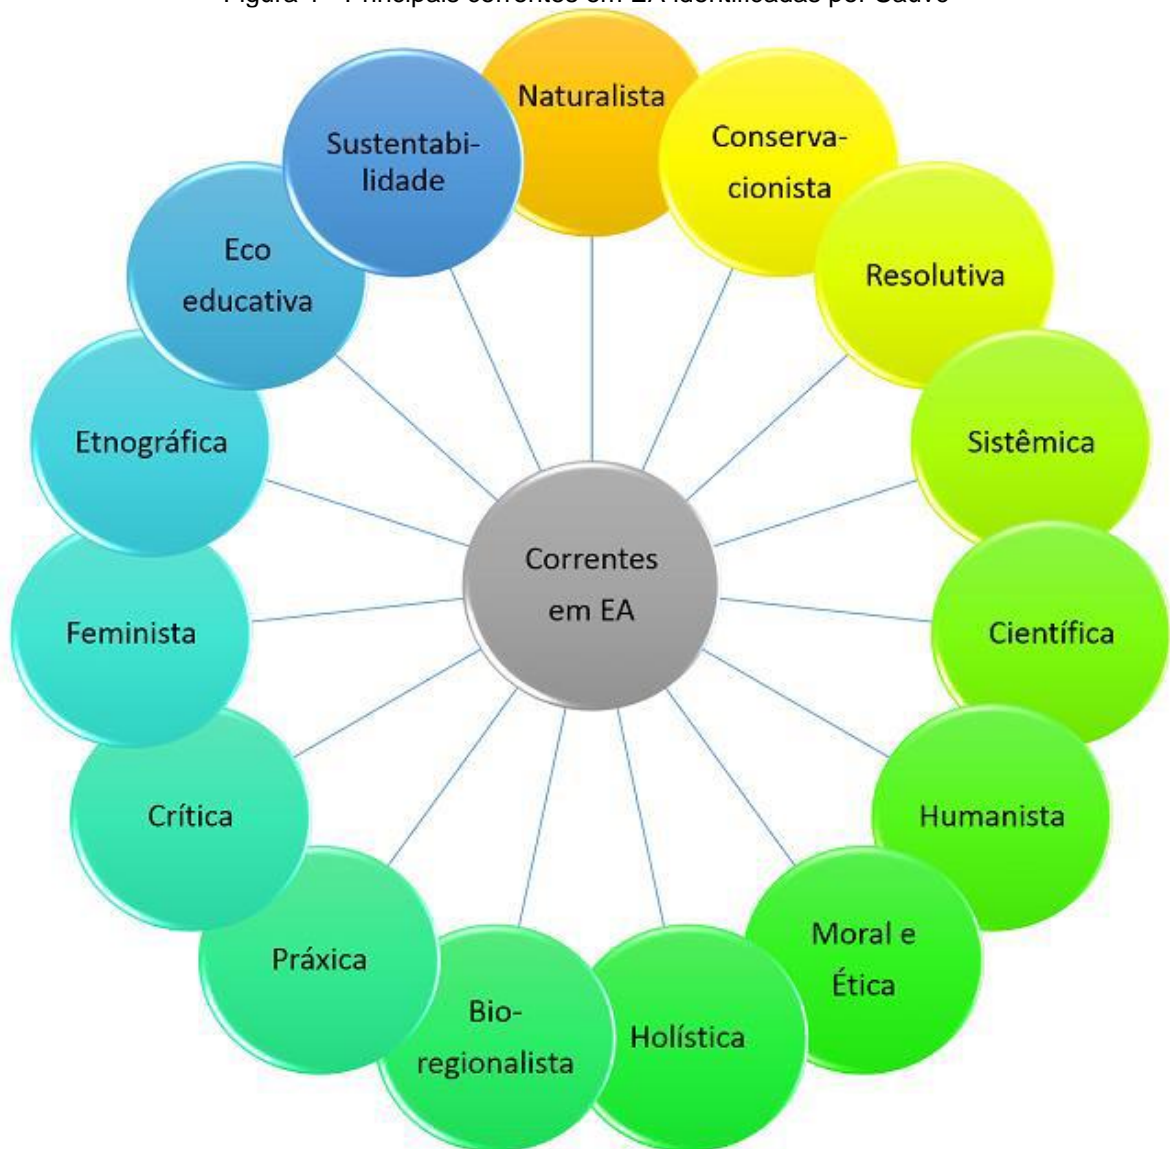 Naturalista
Conserva-
cionista
Resolutiva
Sistêmica
Científica
Humanista
Moral e
Ética
Holística
Bio-
regionalista
Práxica
Crítica
Feminista
Etnográfica
Eco
educativa
Sustentabi-
lidade
Correntes
em EA